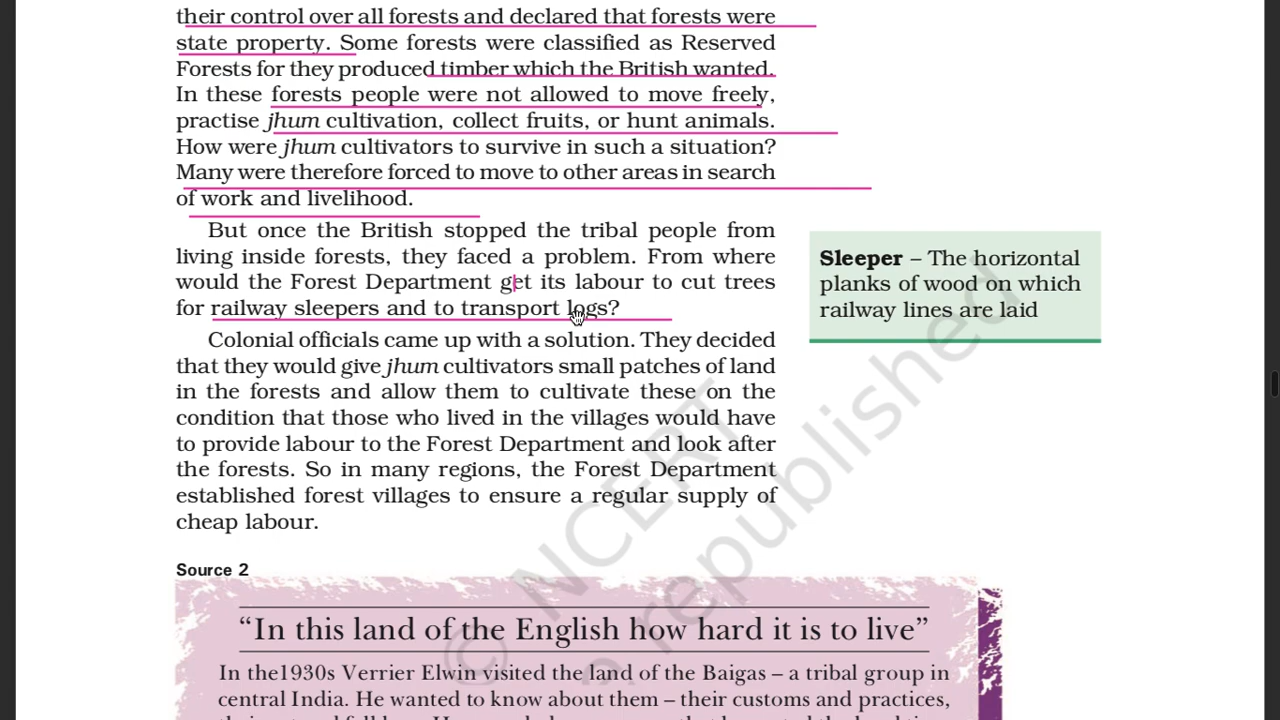 their control over all forests and declared that forests were
state property. Some forests were classified as Reserved
Forests for they produced timber which the British wanted.
In these forests people were not allowed to move freely,
practise jhum cultivation, collect fruits, or hunt animals.
How were jhum cultivators to survive in such a situation?
Many were therefore forced to move to other areas in search
of work and livelihood.
But once the British stopped the tribal people from
living inside forests, they faced a problem. From where
would the Forest Department get its labour to cut trees
for railway sleepers and to transport logs?
Colonial officials came up with a solution. They decided
that they would give jhum cultivators small patches of land
in the forests and allow them to cultivate these on the
condition that those who lived in the villages would have
to provide labour to the Forest Department and look after
the forests. So in many regions, the Forest Department
established forest villages to ensure a regular supply of
cheap labour.
Sleeper – The horizontal
planks of wood on which
railway lines are laid
Source 2
“In this land of the English how hard it is to live”
In the1930s Verrier Elwin visited the land of the Baigas – a tribal group in
central India. He wanted to know about them – their customs and practices,
© NCERT
republished